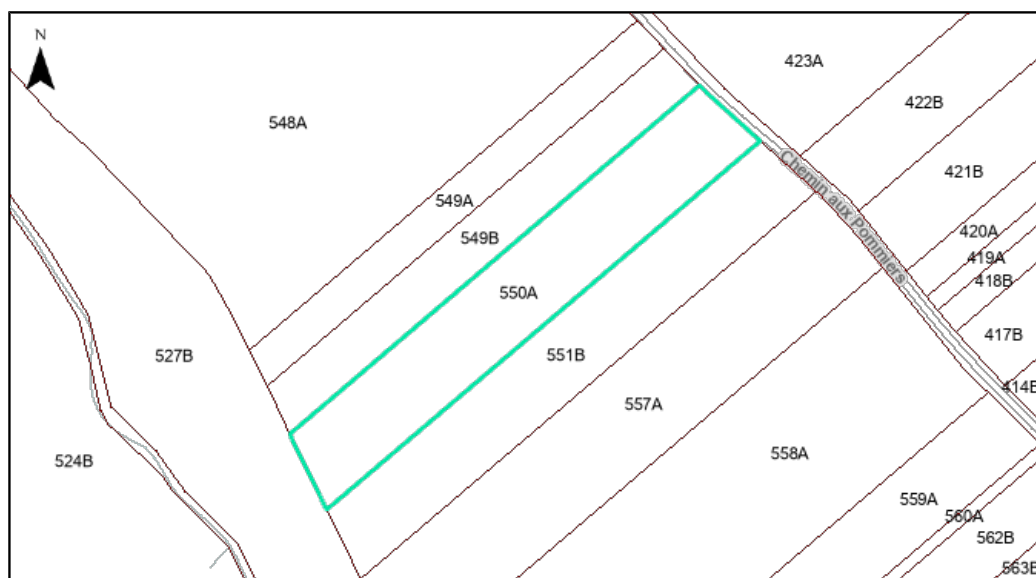 N
423A
422B
548A
421B
Chemin aux Pommiers
549A
420A
549B
419A
418B
550A
417B
527B
551B
414B
557A
558A
524B
559A
560A
562B
563B